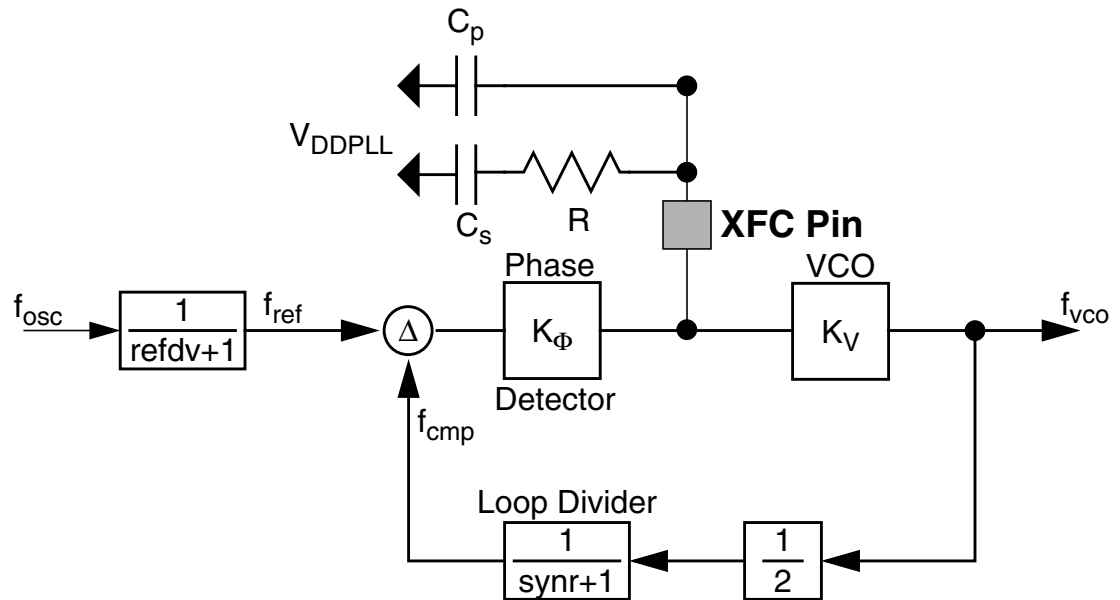 Cp
VDDPLL
Cs
R
XFC Pin
Phase
VCO
fosc
1
refdv+1
fref
Δ
KΦ
KV
fvco
Detector
fcmp
Loop Divider
1
synr+1
1
2